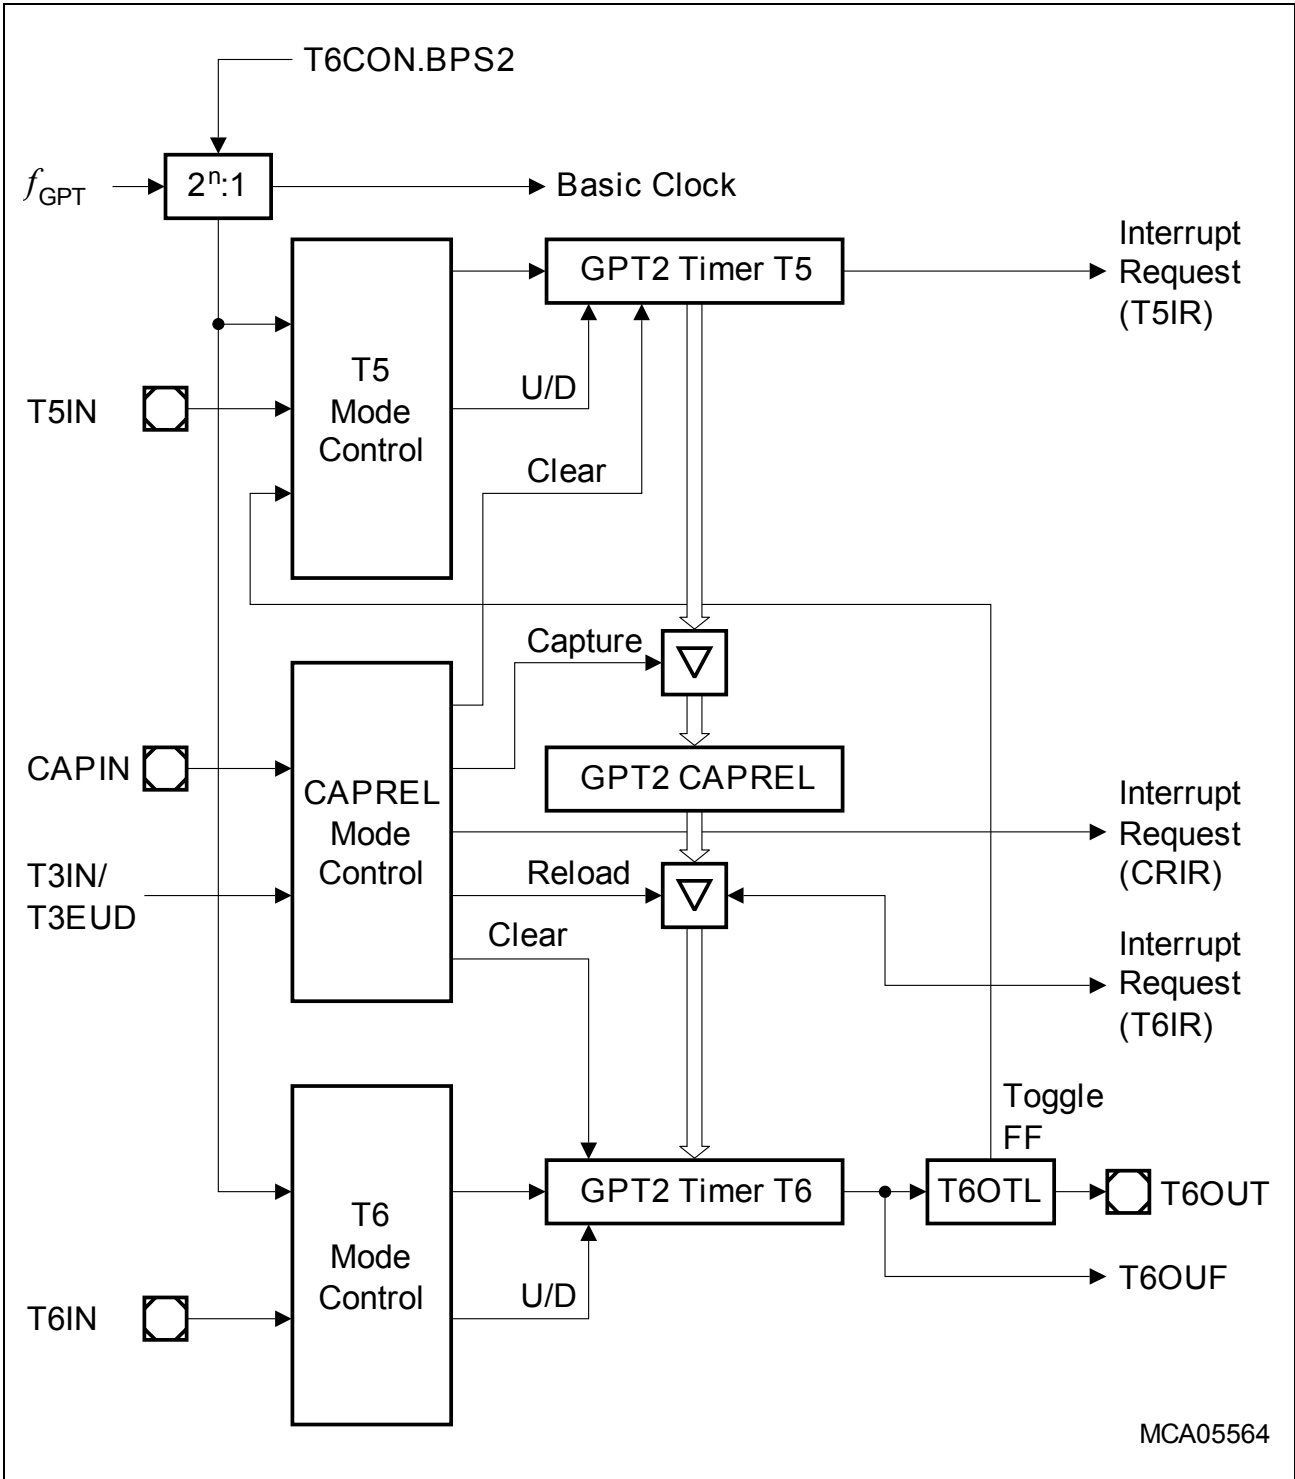 T6CON.BPS2
fGPT
2n:1
Basic Clock
GPT2 Timer T5
Interrupt
Request
(T5IR)
T5
Mode
Control
U/D
T5IN
Clear
Capture
CAPIN
CAPREL
Mode
Control
GPT2 CAPREL
Interrupt
Request
(CRIR)
T3IN/
T3EUD
Reload
Clear
Interrupt
Request
(T6IR)
Toggle
FF
T6
Mode
Control
GPT2 Timer T6
T6OTL
T6OUT
U/D
T6OUF
T6IN
MCA05564